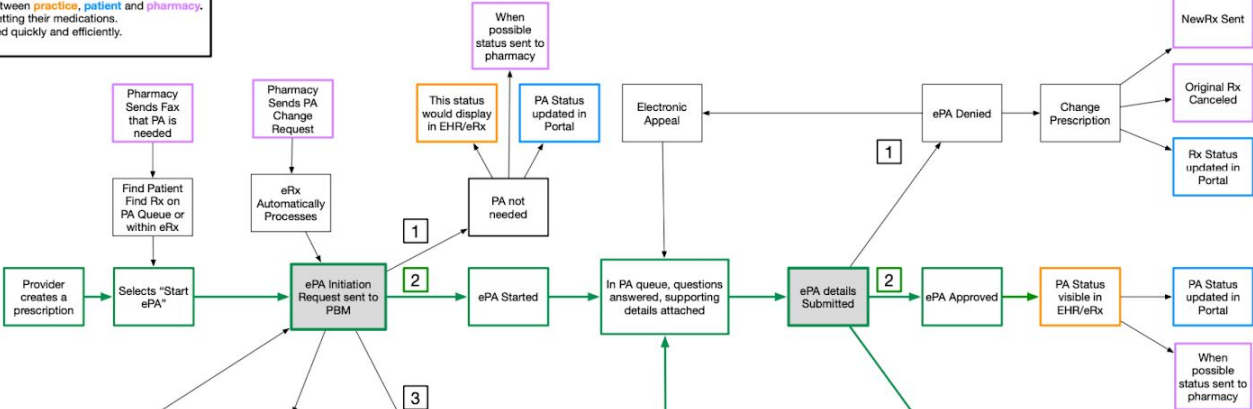 tween practice, patient and pharmacy.
etting their medications.
ed quickly and efficiently.
When
possible
status sent to
pharmacy
NewRx Sent
Pharmacy
Sends Fax
that PA is
needed
Pharmacy
Sends PA
Change
Request
This status
would display
in EHR/eRx
PA Status
updated in
Portal
Electronic
Appeal
ePA Denied
Change
Prescription
Original Rx
Canceled
1
Rx Status
updated in
Portal
Find Patient
Find Rx on
PA Queue or
within eRx
eRx
Automatically
Processes
PA not
needed
1
2
2
Provider
creates a
prescription
Selects "Start
ePA"
ePA Initiation
Request sent to
PBM
ePA Started
In PA queue, questions
answered, supporting
details attached
ePA details
Submitted
ePA Approved
PA Status
visible in
EHR/eRx
PA Status
updated in
Portal
When
possible
status sent to
pharmacy
3